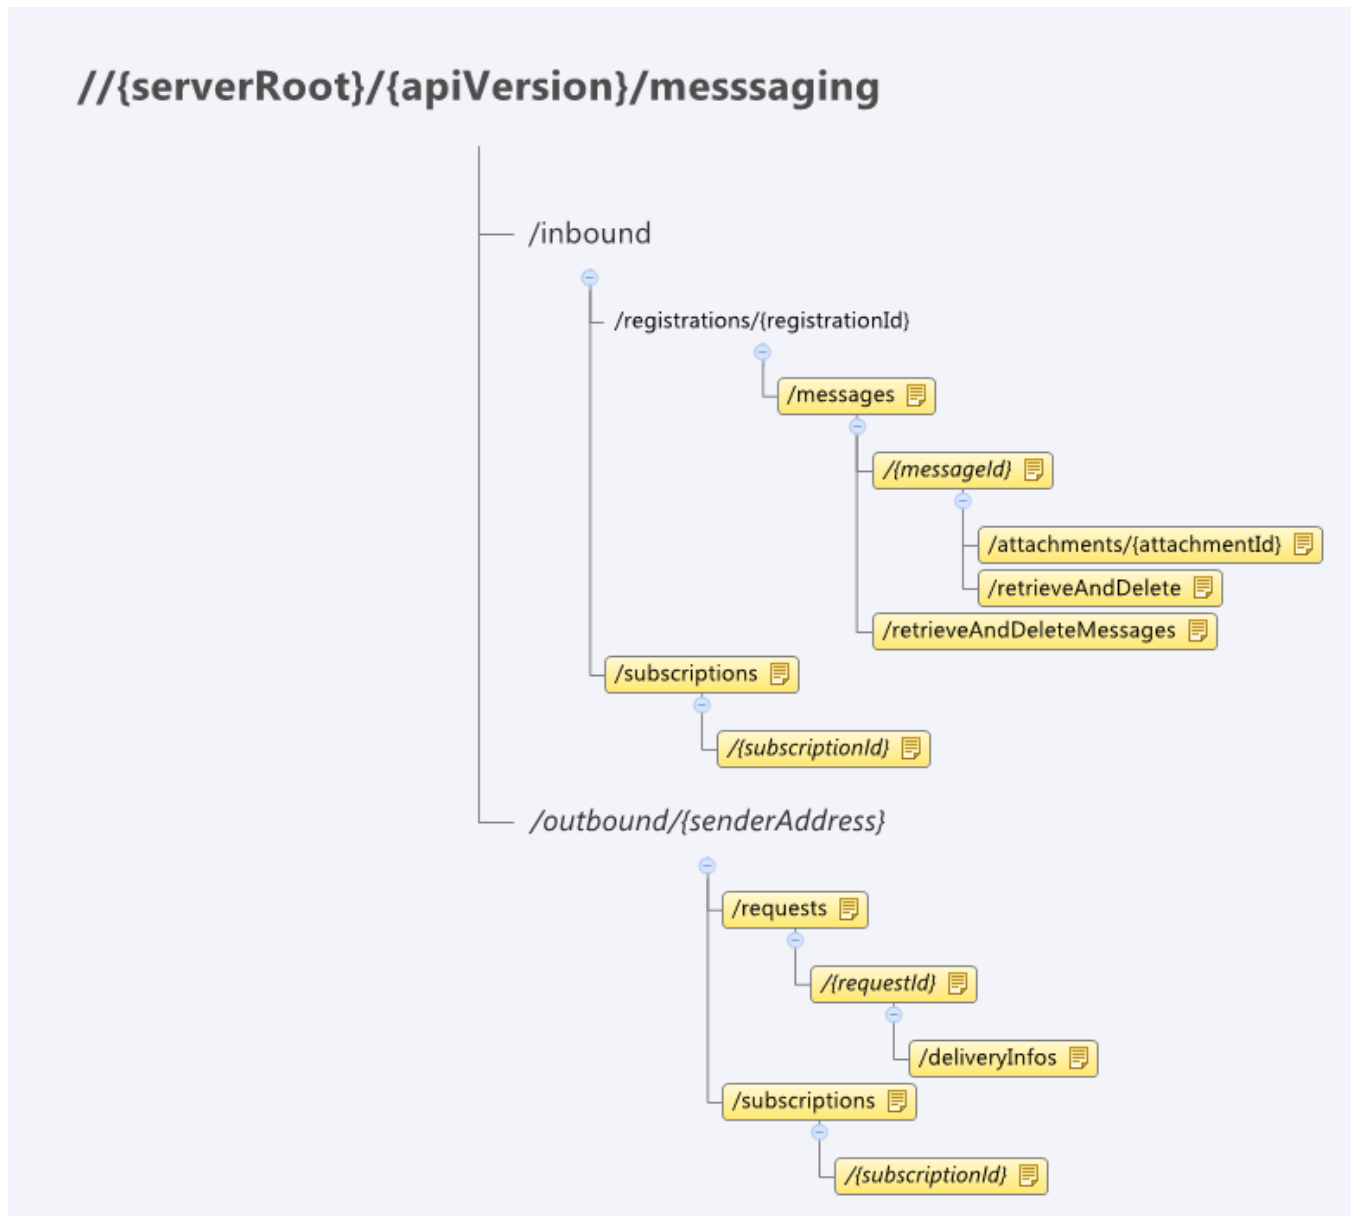 //{serverRoot}/{apiVersion}/messsaging
/inbound
/registrations/{registrationId}
/messages
/{messageId}
/attachments/{attachmentId}
/retrieveAndDelete
/retrieveAndDeleteMessages
/subscriptions
/{subscriptionId}
/outbound/{senderAddress}
/requests
/{requestId}
/deliveryInfos
/subscriptions
/{subscriptionId}